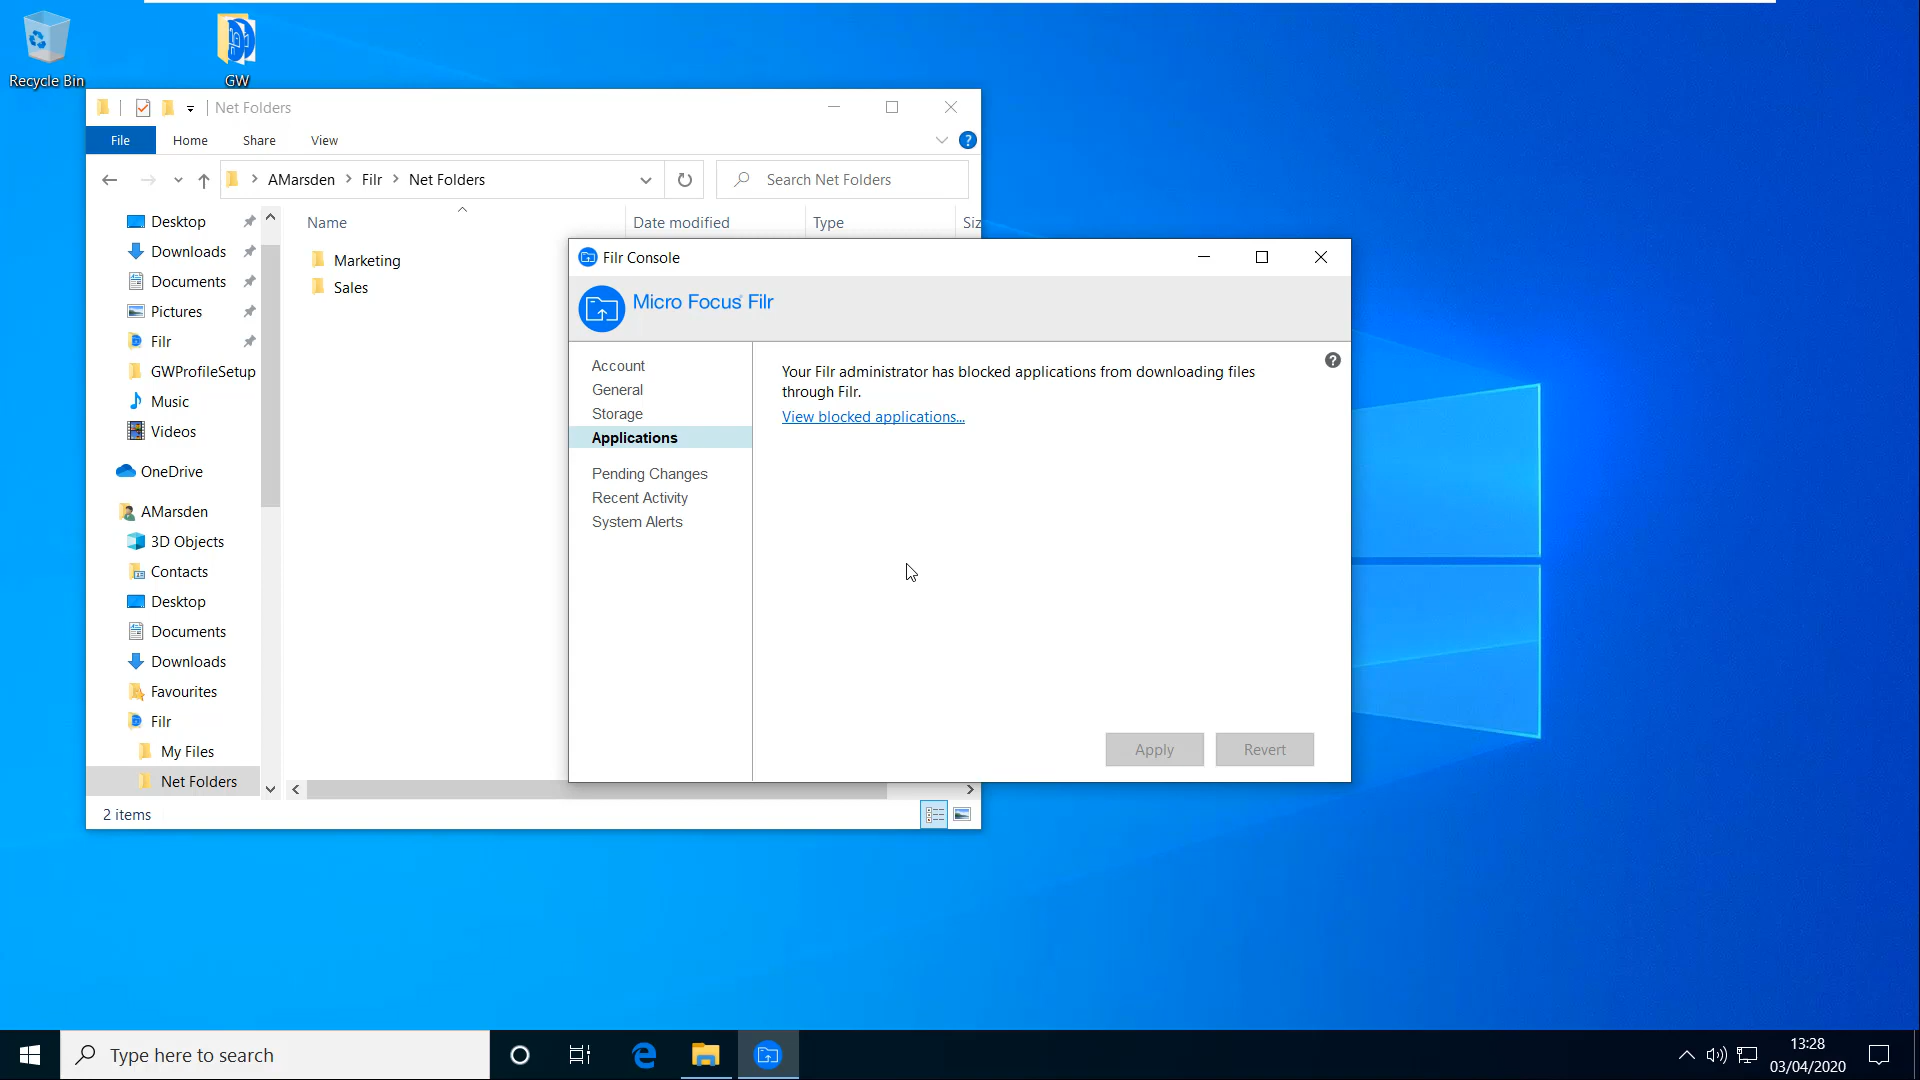 Recycle Bin
GW
Net Folders
File
Home
Share
View
AMarsden
Filr
Net Folders
Search Net Folders
Desktop
Downloads
Documents
Pictures
Filr
GWProfileSetup
Music
Videos
OneDrive
AMarsden
3D Objects
Contacts
Desktop
Documents
Downloads
Favourites
Filr
My Files
Net Folders
Name
Date modified
Type
Siz
Marketing
Sales
2 items
Filr Console
Micro Focus Filr
Account
General
Storage
Applications
Pending Changes
Recent Activity
System Alerts
Your Filr administrator has blocked applications from downloading files
through Filr.
View blocked applications...
Apply
Revert
Type here to search
13:28
03/04/2020